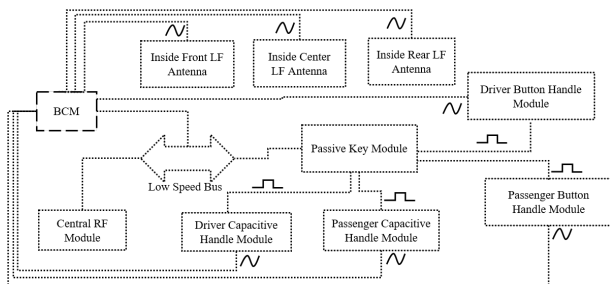 Inside Front LF
Antenna
Inside Center
LF Antenna
Inside Rear LF
Antenna
BCM
Driver Button Handle
Module
Passive Key Module
Low Speed Bus
Passenger Button
Handle Module
Central RF
Module
Driver Capacitive
Handle Module
Passenger Capacitive
Handle Module